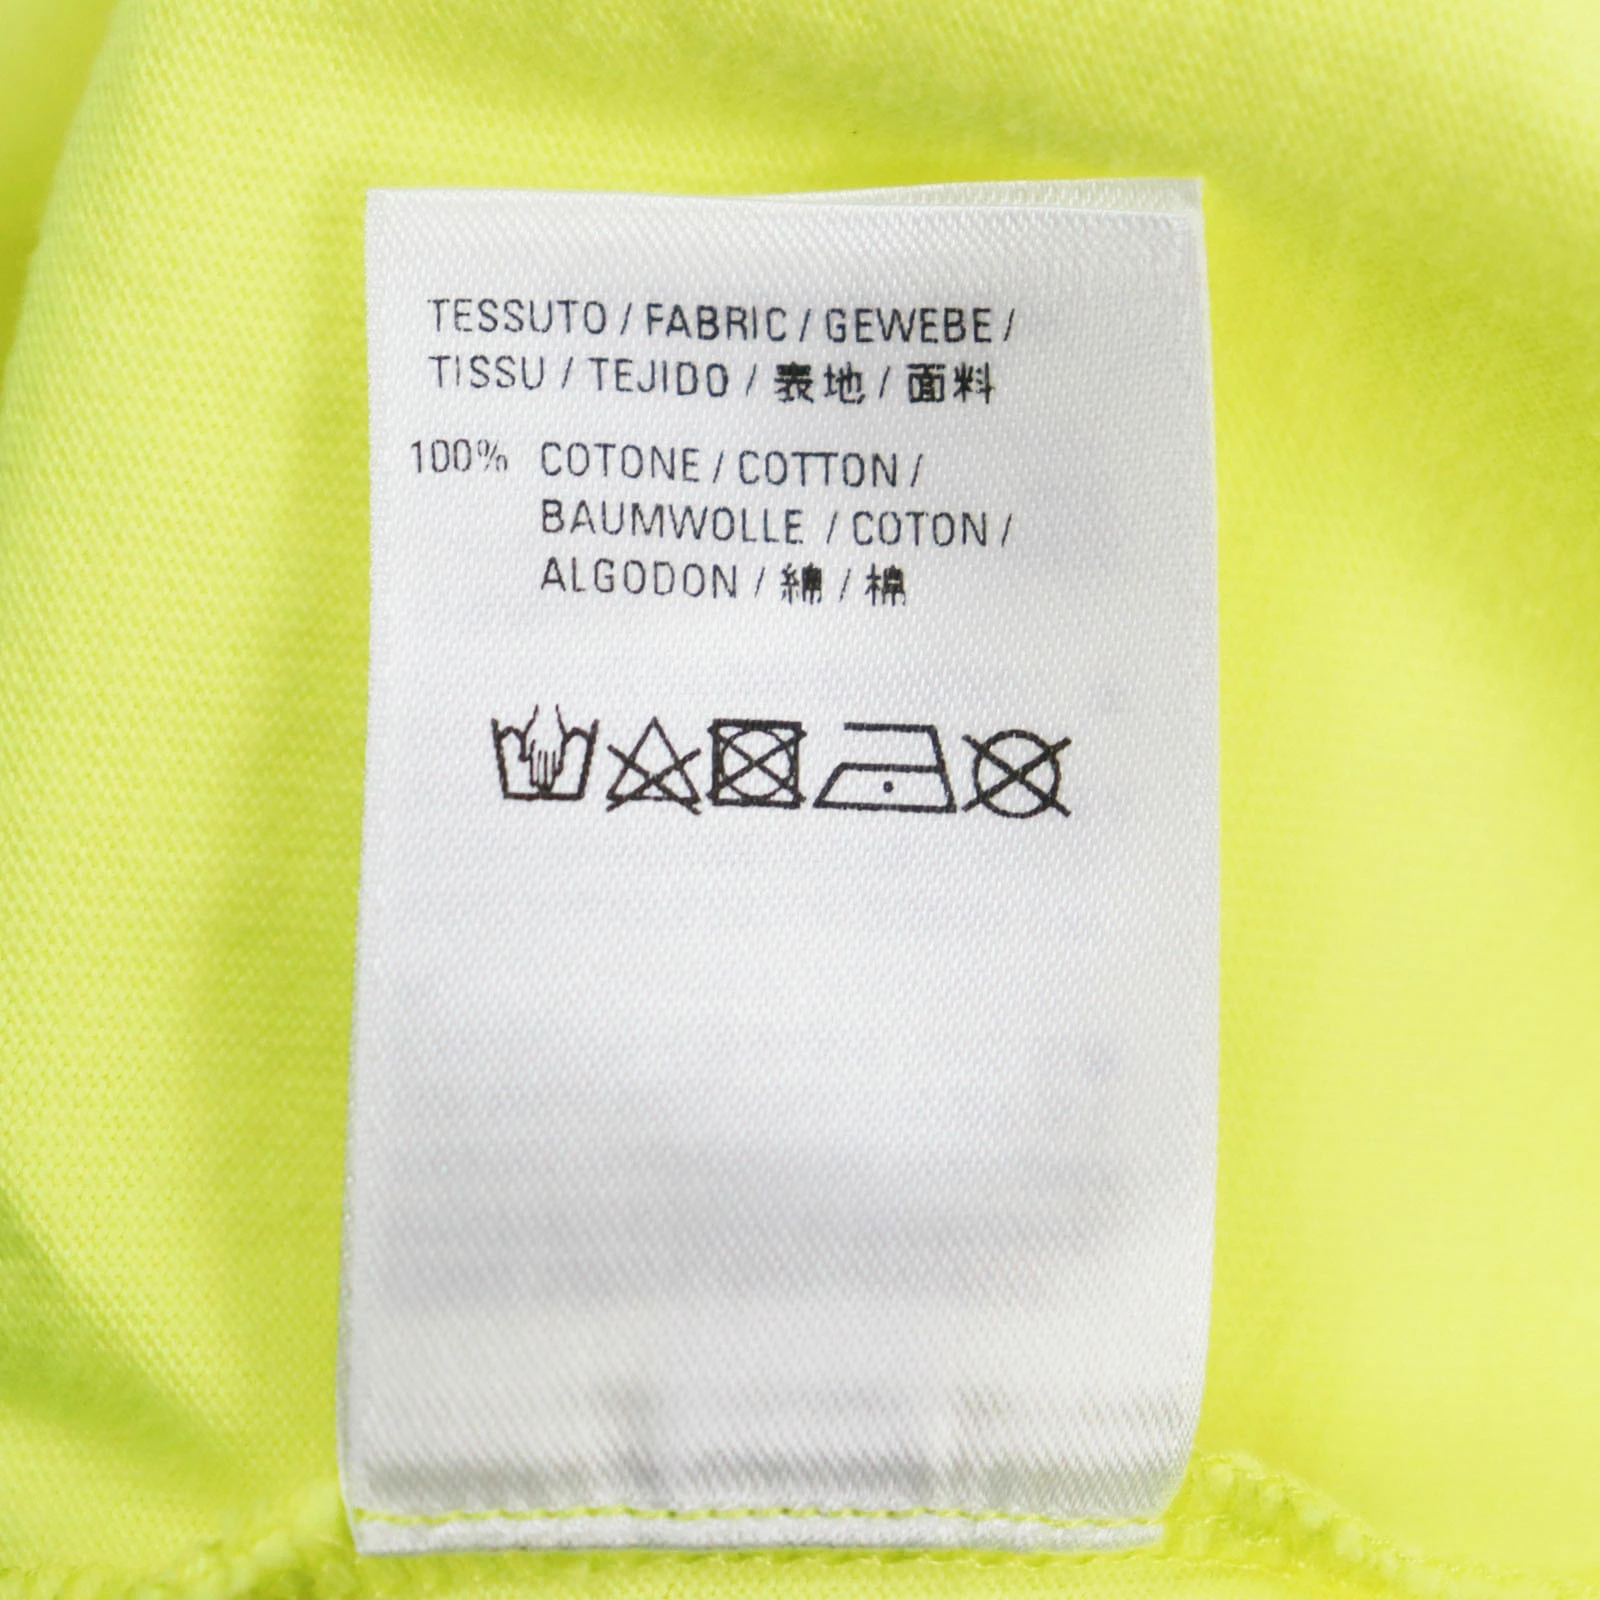 TESSUTO / FABRIC / GEWEBE /
TISSU / TEJIDO / 表地 / 面料
100% COTONE / COTTON /
BAUMWOLLE / COTON /
ALGODON / 綿 / 棉